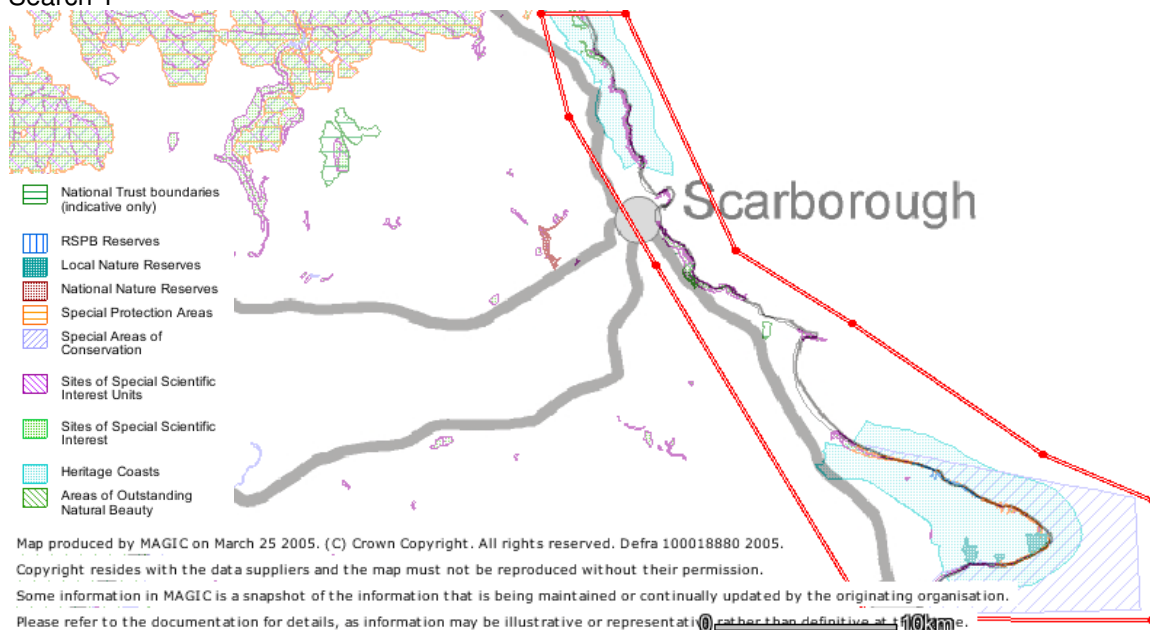 Scarborough
National Trust boundaries
(indicative only)
RSPB Reserves
Local Nature Reserves
National Nature Reserves
Special Protection Areas
Special Areas of
Conservation
Sites of Special Scientific
Interest Units
Sites of Special Scientific
Interest
Heritage Coasts
Areas of Outstanding
Natural Beauty
Map produced by MAGIC on March 25 2005. (C) Crown Copyright. All rights reserved. Defra 100018880 2005.
Copyright resides with the data suppliers and the map must not be reproduced without their permission.
Some information in MAGIC is a snapshot of the information that is being maintained or continually updated by the originating organisation.
Please refer to the documentation for details, as information may be illustrative or representative rather than definitive at
0 10km